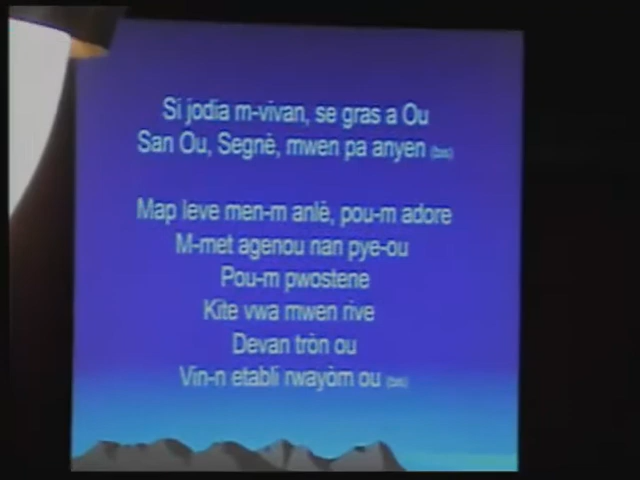 Si jodia m-vivan, se gras a Ou
San Ou, Segnè, mwen pa anyen (bis)
Map leve men-m anlè, pou-m adore
M-met agenou nan pye-ou
Pou-m pwostene
Kite vwa mwen rive
Devan tròn ou
Vin-n etabli rwayòm ou (bis)